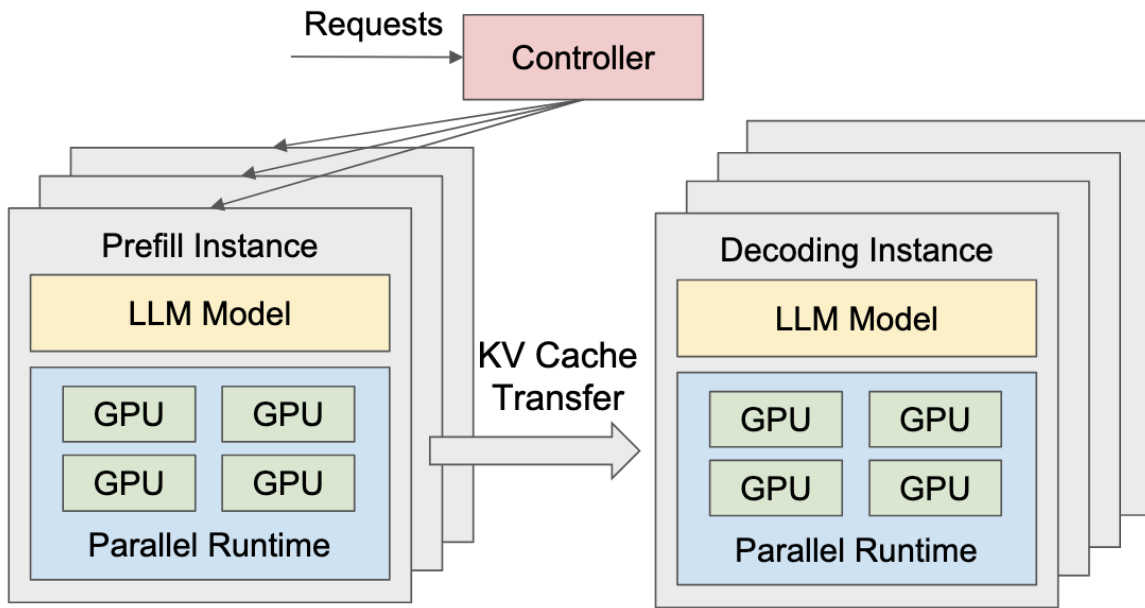 Requests
Controller
Prefill Instance
LLM Model
GPU GPU
GPU GPU
Parallel Runtime
KV Cache
Transfer
Decoding Instance
LLM Model
GPU GPU
GPU GPU
Parallel Runtime